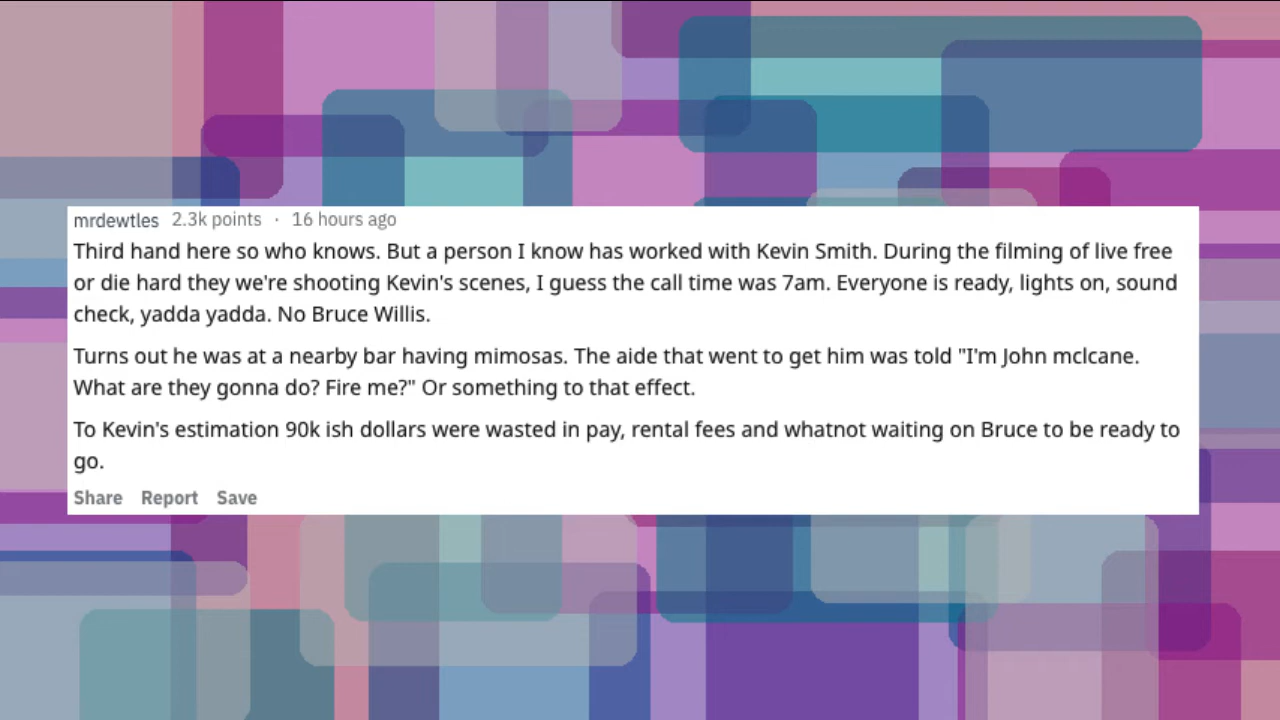 mrdewtles 2.3k points · 16 hours ago
Third hand here so who knows. But a person I know has worked with Kevin Smith. During the filming of live free
or die hard they we're shooting Kevin's scenes, I guess the call time was 7am. Everyone is ready, lights on, sound
check, yadda yadda. No Bruce Willis.
Turns out he was at a nearby bar having mimosas. The aide that went to get him was told "I'm John mclcane.
What are they gonna do? Fire me?" Or something to that effect.
To Kevin's estimation 90k ish dollars were wasted in pay, rental fees and whatnot waiting on Bruce to be ready to
go.
Share Report Save